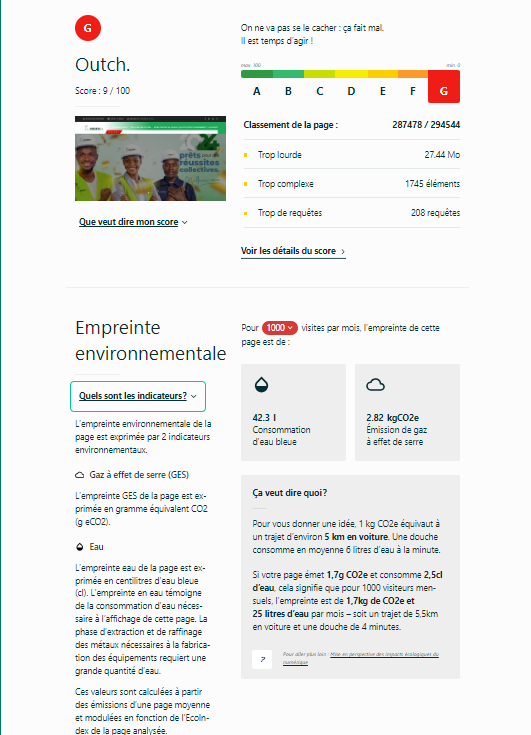 G
Outch.
Score : 9 / 100
prêts
réussites
collectives.
Que veut dire mon score
On ne va pas se le cacher : ça fait mal.
Il est temps d'agir !
max. 100
min. 0
A B C D E F G
Classement de la page : 287478 / 294544
Trop lourde 27.44 Mo
Trop complexe 1745 éléments
Trop de requêtes 208 requêtes
Voir les détails du score
Empreinte
environnementale
Quels sont les indicateurs?
L'empreinte environnementale de la
page est exprimée par 2 indicateurs
environnementaux.
Gaz à effet de serre (GES)
L'empreinte GES de la page est ex-
primée en gramme équivalent CO2
(g eCO2).
Eau
L'empreinte eau de la page est ex-
primée en centilitres d'eau bleue
(cl). L'empreinte en eau témoigne
de la consommation d'eau néces-
saire à l'affichage de cette page. La
phase d'extraction et de raffinage
des métaux nécessaires à la fabrica-
tion des équipements requiert une
grande quantité d'eau.
Ces valeurs sont calculées à partir
des émissions d'une page moyenne
et modulées en fonction de l'EcoIn-
dex de la page analysée.
Pour 1000 visites par mois, l'empreinte de cette
page est de :
42.3 l
Consommation
d'eau bleue
2.82 kgCO2e
Émission de gaz
à effet de serre
Ça veut dire quoi?
Pour vous donner une idée, 1 kg CO2e équivaut à
un trajet d'environ 5 km en voiture. Une douche
consomme en moyenne 6 litres d'eau à la minute.
Si votre page émet 1,7g CO2e et consomme 2,5cl
d'eau, cela signifie que pour 1000 visiteurs men-
suels, l'empreinte est de 1,7kg de CO2e et
25 litres d'eau par mois – soit un trajet de 5,5km
en voiture et une douche de 4 minutes.
?
Pour aller plus loin : Mise en perspective des impacts écologiques du
numérique